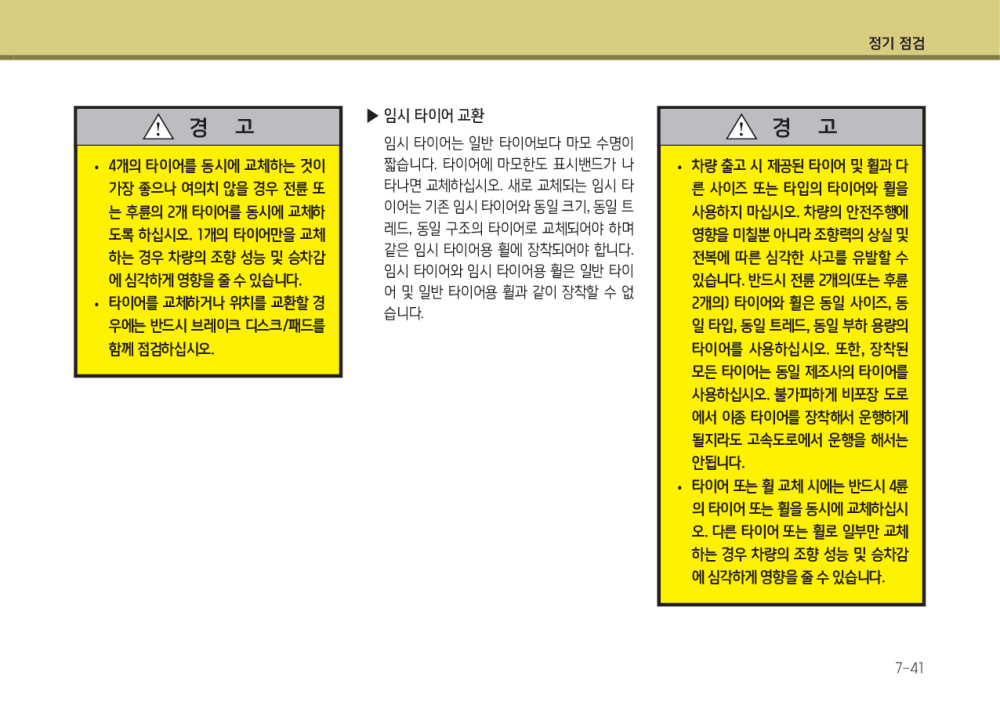 정기 점검
경 고
• 4개의 타이어를 동시에 교체하는 것이
가장 좋으나 여의치 않을 경우 전륜 또
는 후륜의 2개 타이어를 동시에 교체하
도록 하십시오. 1개의 타이어만을 교체
하는 경우 차량의 조향 성능 및 승차감
에 심각하게 영향을 줄 수 있습니다.
• 타이어를 교체하거나 위치를 교환할 경
우에는 반드시 브레이크 디스크/패드를
함께 점검하십시오.
▶ 임시 타이어 교환
임시 타이어는 일반 타이어보다 마모 수명이
짧습니다. 타이어에 마모한도 표시밴드가 나
타나면 교체하십시오. 새로 교체되는 임시 타
이어는 기존 임시 타이어와 동일 크기, 동일 트
레드, 동일 구조의 타이어로 교체되어야 하며
같은 임시 타이어용 휠에 장착되어야 합니다.
임시 타이어와 임시 타이어용 휠은 일반 타이
어 및 일반 타이어용 휠과 같이 장착할 수 없
습니다.
경 고
• 차량 출고 시 제공된 타이어 및 휠과 다
른 사이즈 또는 타입의 타이어와 휠을
사용하지 마십시오. 차량의 안전주행에
영향을 미칠뿐 아니라 조향력의 상실 및
전복에 따른 심각한 사고를 유발할 수
있습니다. 반드시 전륜 2개의(또는 후륜
2개의) 타이어와 휠은 동일 사이즈, 동
일 타입, 동일 트레드, 동일 부하 용량의
타이어를 사용하십시오. 또한, 장착된
모든 타이어는 동일 제조사의 타이어를
사용하십시오. 불가피하게 비포장 도로
에서 이종 타이어를 장착해서 운행하게
될지라도 고속도로에서 운행을 해서는
안됩니다.
• 타이어 또는 휠 교체 시에는 반드시 4륜
의 타이어 또는 휠을 동시에 교체하십시
오. 다른 타이어 또는 휠로 일부만 교체
하는 경우 차량의 조향 성능 및 승차감
에 심각하게 영향을 줄 수 있습니다.
7-41